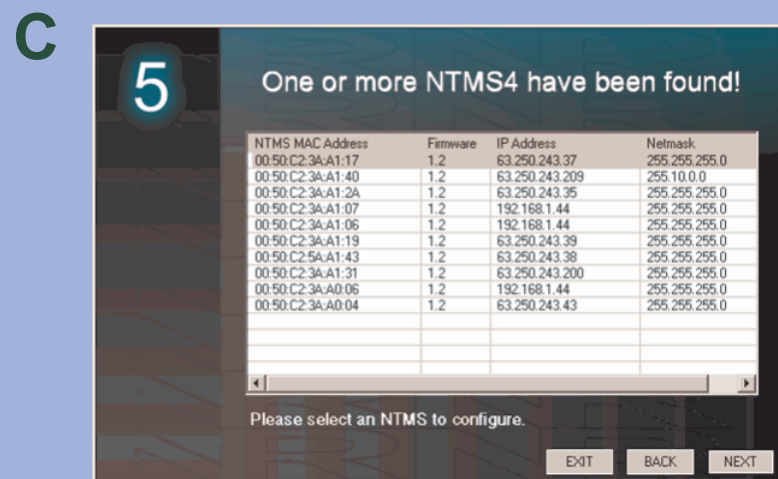 C
5
One or more NTMS4 have been found!
NTMS MAC Address Firmware IP Address Netmask
00:50:C2:3A:A1:17 1.2 63.250.243.37 255.255.255.0
00:50:C2:3A:A1:40 1.2 63.250.243.209 255.10.0.0
00:50:C2:3A:A1:2A 1.2 63.250.243.35 255.255.255.0
00:50:C2:3A:A1:07 1.2 192.168.1.44 255.255.255.0
00:50:C2:3A:A1:06 1.2 192.168.1.44 255.255.255.0
00:50:C2:3A:A1:19 1.2 63.250.243.39 255.255.255.0
00:50:C2:5A:A1:43 1.2 63.250.243.38 255.255.255.0
00:50:C2:3A:A1:31 1.2 63.250.243.200 255.255.255.0
00:50:C2:3A:A0:06 1.2 192.168.1.44 255.255.255.0
00:50:C2:3A:A0:04 1.2 63.250.243.43 255.255.255.0
Please select an NTMS to configure.
EXIT BACK NEXT